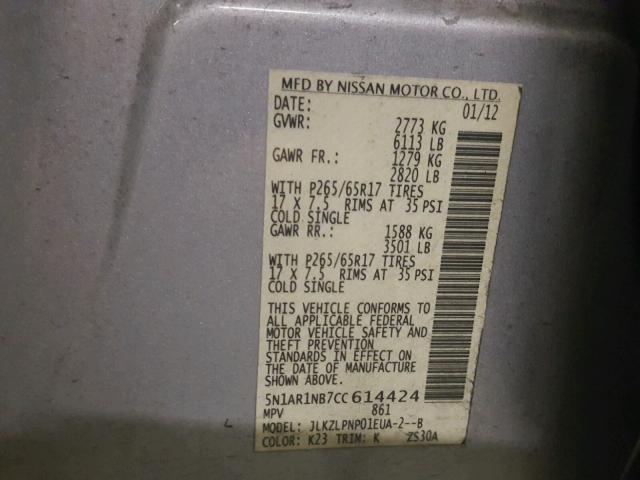 MFD BY NISSAN MOTOR CO., LTD.
DATE: 01/12
GVWR: 2773 KG
6113 LB
GAWR FR.: 1279 KG
2820 LB
WITH P265/65R17 TIRES
17 X 7.5 RIMS AT 35 PSI
COLD SINGLE
GAWR RR.: 1588 KG
3501 LB
WITH P265/65R17 TIRES
17 X 7.5 RIMS AT 35 PSI
COLD SINGLE
THIS VEHICLE CONFORMS TO
ALL APPLICABLE FEDERAL
MOTOR VEHICLE SAFETY AND
THEFT PREVENTION
STANDARDS IN EFFECT ON
THE DATE OF MANUFACTURE
SHOWN ABOVE.
5N1AR1NB7CC614424
MPV 861
MODEL: JLKZLPNP01EUA-2--B
COLOR: K23 TRIM: K ZS30A